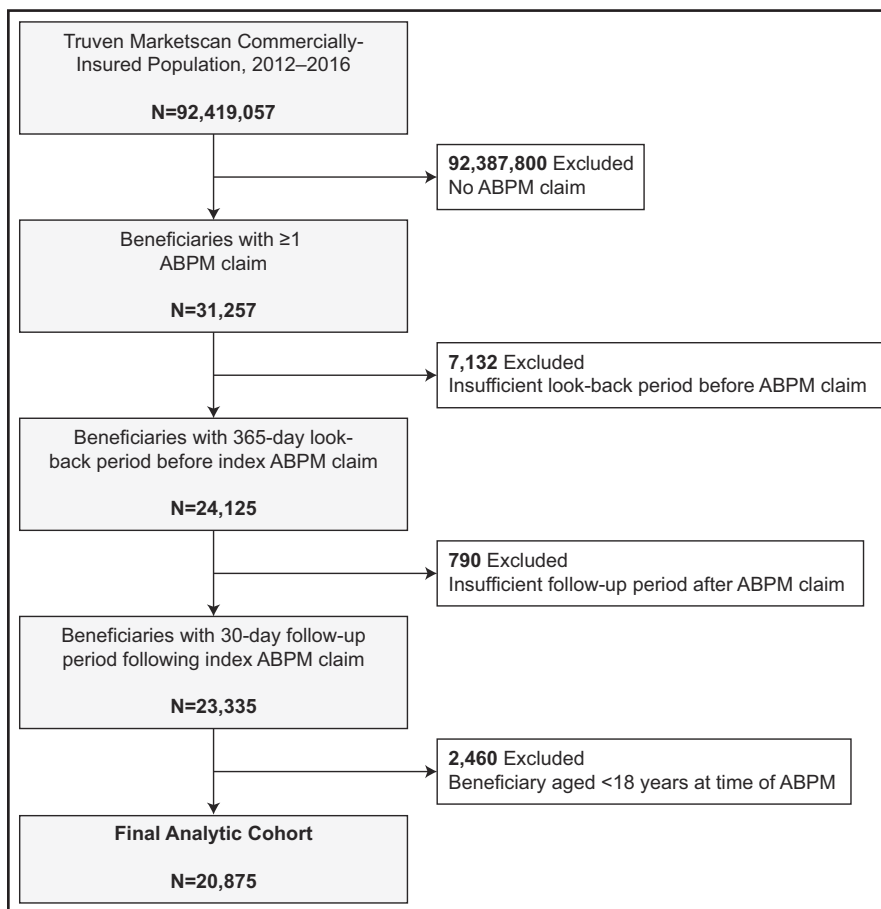 Truven Marketscan Commercially-
Insured Population, 2012–2016
N=92,419,057
92,387,800 Excluded
No ABPM claim
Beneficiaries with ≥1
ABPM claim
N=31,257
7,132 Excluded
Insufficient look-back period before ABPM claim
Beneficiaries with 365-day look-
back period before index ABPM claim
N=24,125
790 Excluded
Insufficient follow-up period after ABPM claim
Beneficiaries with 30-day follow-up
period following index ABPM claim
N=23,335
2,460 Excluded
Beneficiary aged <18 years at time of ABPM
Final Analytic Cohort
N=20,875